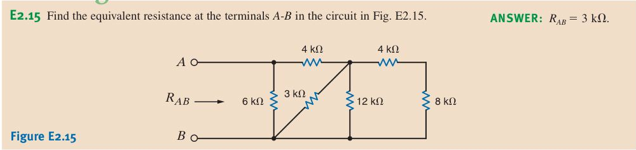 E2.15 Find the equivalent resistance at the terminals A-B in the circuit in Fig. E2.15.
ANSWER: R_AB = 3 kΩ.
4 kΩ 4 kΩ
A
R_AB 6 kΩ 3 kΩ 12 kΩ 8 kΩ
Figure E2.15
B